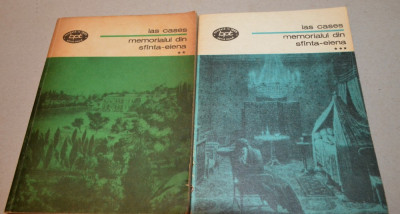 bpt
las cases
memorialul din
sfînta-elena
**
bpt
las cases
memorialul din
sfînta-elena
***